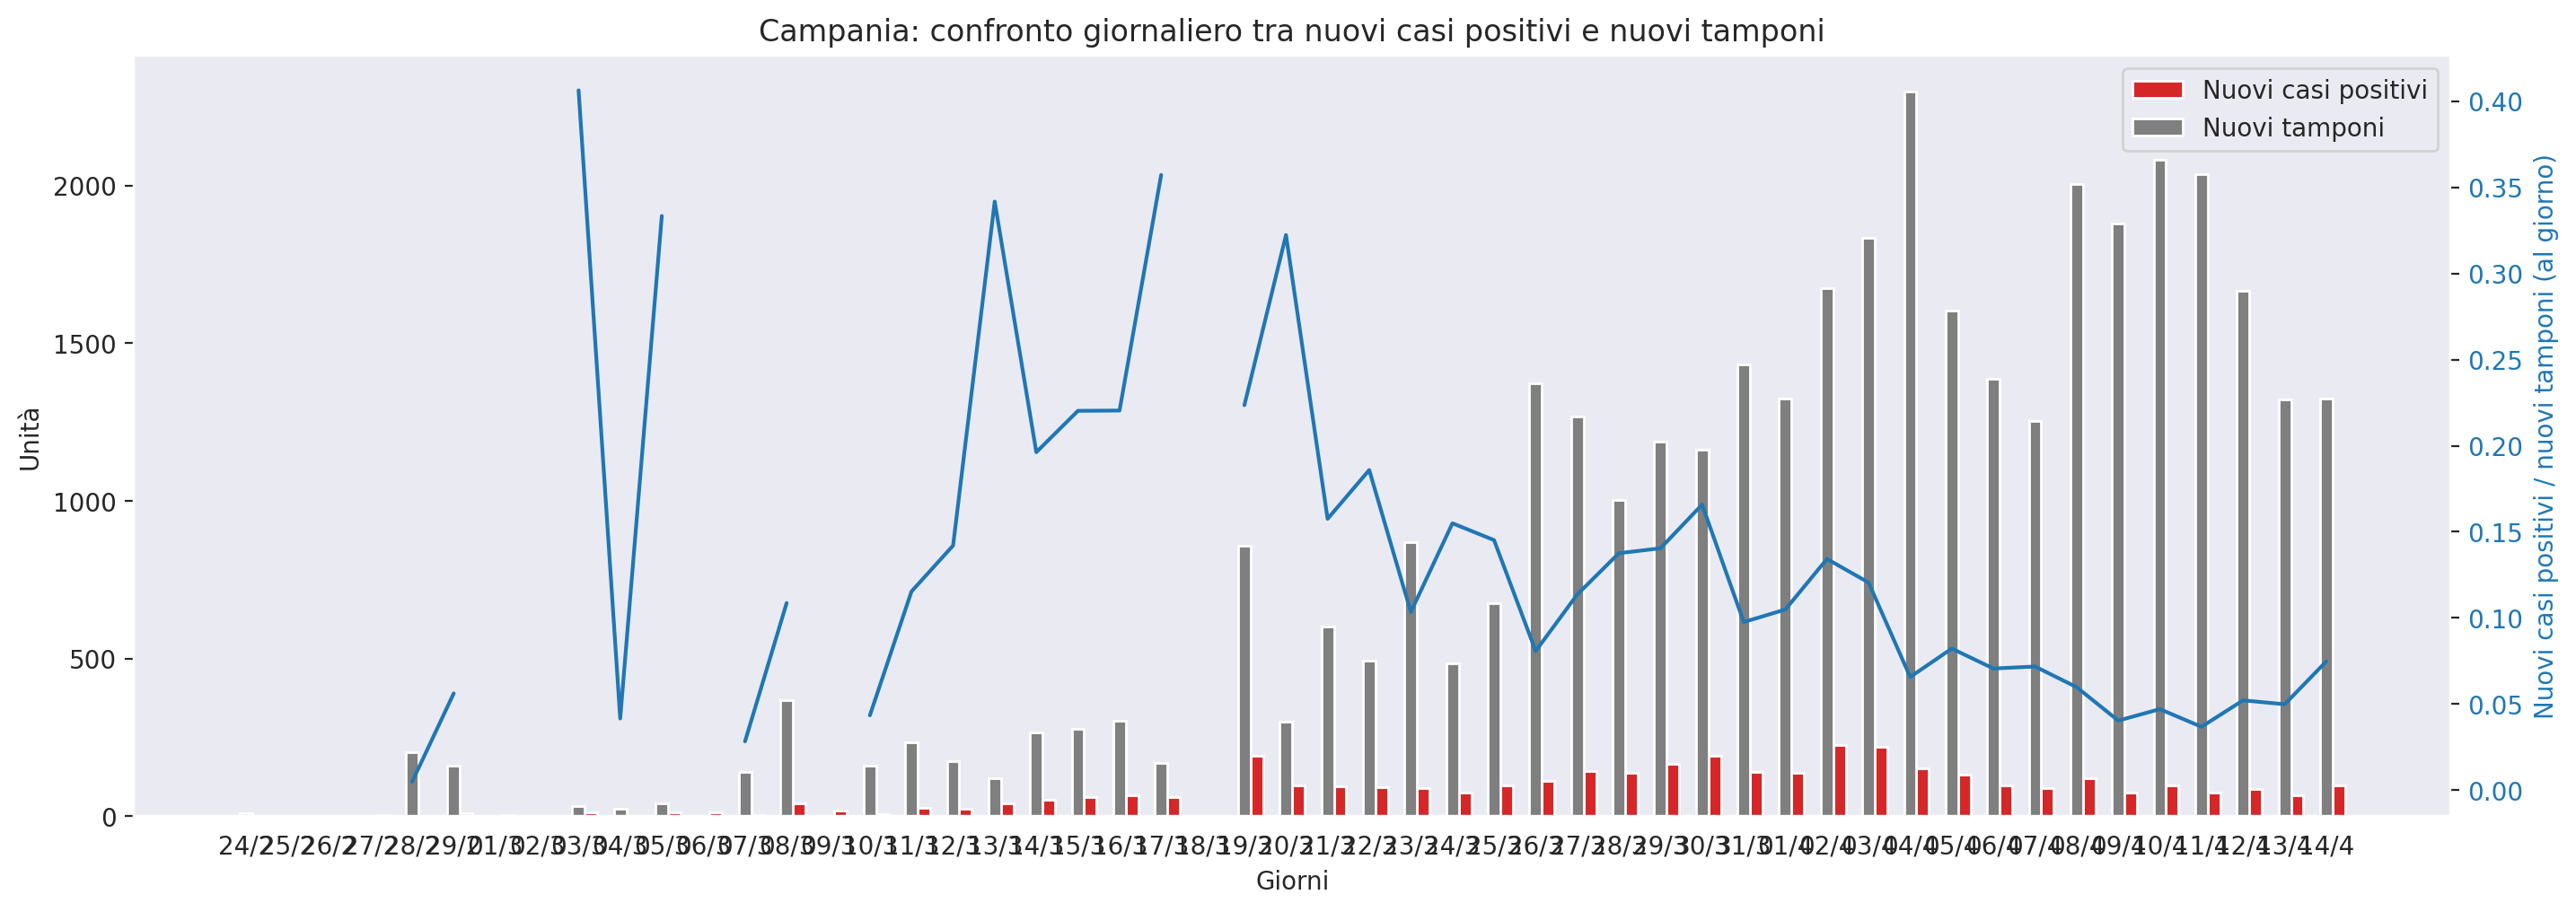 Campania: confronto giornaliero tra nuovi casi positivi e nuovi tamponi
Nuovi casi positivi
Nuovi tamponi
Unità
2000
1500
1000
500
0
0.40
0.35
0.30
0.25
0.20
0.15
0.10
0.05
0.00
Nuovi casi positivi / nuovi tamponi (al giorno)
24/2 25/2 26/2 27/2 28/2 29/2 01/3 02/3 03/3 04/3 05/3 06/3 07/3 08/3 09/3 10/3 11/3 12/3 13/3 14/3 15/3 16/3 17/3 18/3 19/3 20/3 21/3 22/3 23/3 24/3 25/3 26/3 27/3 28/3 29/3 30/3 31/3 01/4 02/4 03/4 04/4 05/4 06/4 07/4 08/4 09/4 10/4 11/4 12/4 13/4 14/4
Giorni